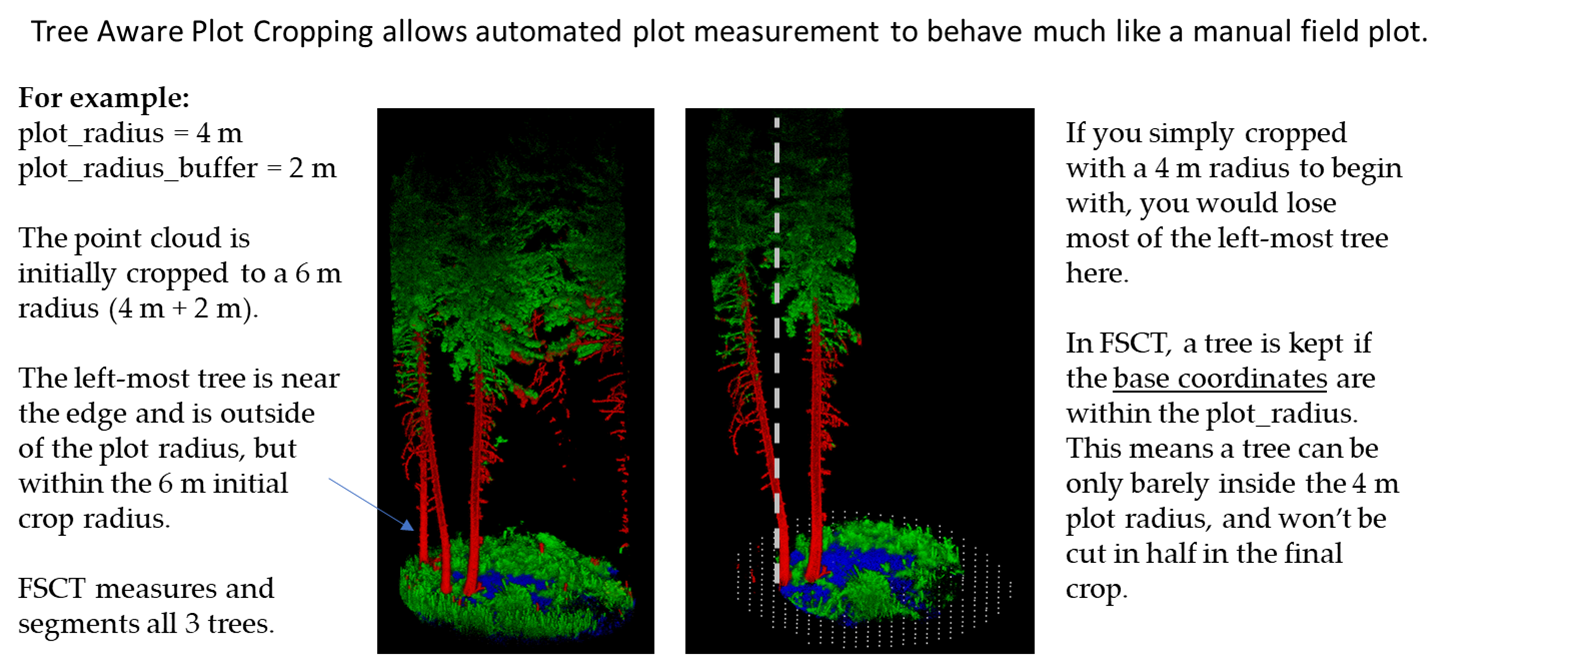 Tree Aware Plot Cropping allows automated plot measurement to behave much like a manual field plot.
For example:
plot_radius = 4 m
plot_radius_buffer = 2 m
The point cloud is
initially cropped to a 6 m
radius (4 m + 2 m).
The left-most tree is near
the edge and is outside
of the plot radius, but
within the 6 m initial
crop radius.
FSCT measures and
segments all 3 trees.
If you simply cropped
with a 4 m radius to begin
with, you would lose
most of the left-most tree
here.
In FSCT, a tree is kept if
the base coordinates are
within the plot_radius.
This means a tree can be
only barely inside the 4 m
plot radius, and won’t be
cut in half in the final
crop.